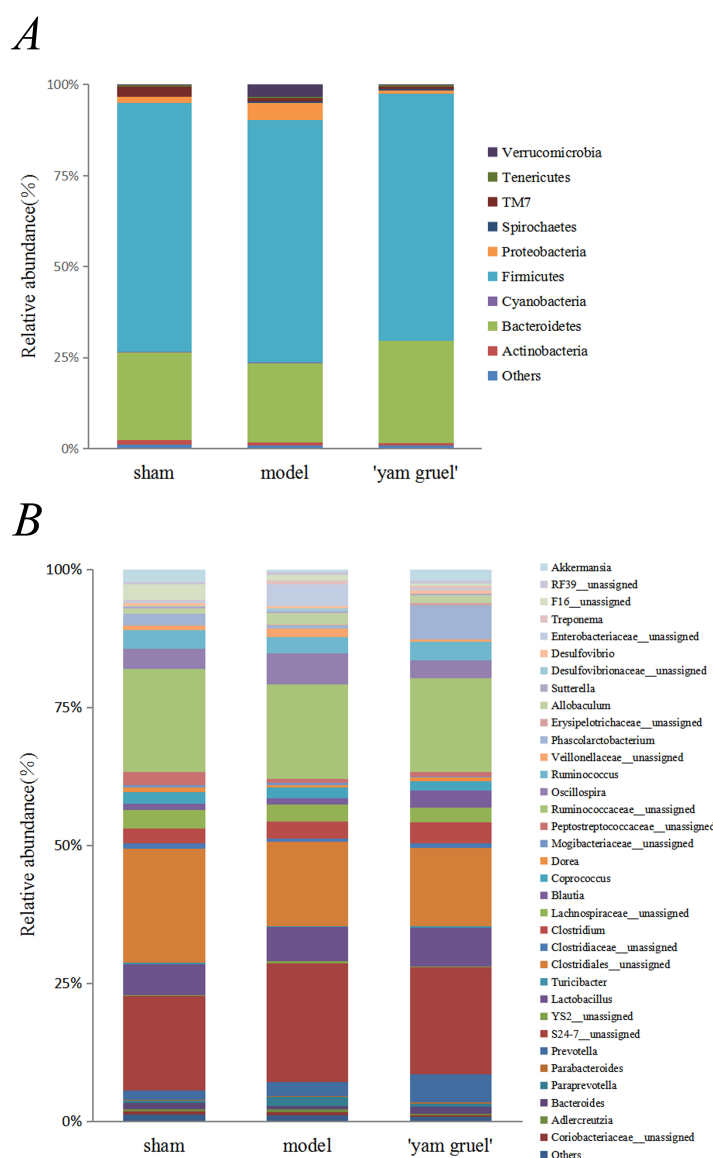 A
Relative abundance(%)
100%
75%
50%
25%
0%
sham
model
'yam gruel'
Verrucomicrobia
Tenericutes
TM7
Spirochaetes
Proteobacteria
Firmicutes
Cyanobacteria
Bacteroidetes
Actinobacteria
Others
B
Relative abundance(%)
100%
75%
50%
25%
0%
sham
model
'yam gruel'
Akkermansia
RF39__unassigned
F16__unassigned
Treponema
Enterobacteriaceae__unassigned
Desulfovibrio
Desulfovibrionaceae__unassigned
Sutterella
Allobaculum
Erysipelotrichaceae__unassigned
Phascolarctobacterium
Veillonellaceae__unassigned
Ruminococcus
Oscillospira
Ruminococcaceae__unassigned
Peptostreptococcaceae__unassigned
Mogibacteriaceae__unassigned
Dorea
Coprococcus
Blautia
Lachnospiraceae__unassigned
Clostridium
Clostridiaceae__unassigned
Clostridiales__unassigned
Turicibacter
Lactobacillus
YS2__unassigned
S24-7__unassigned
Prevotella
Parabacteroides
Paraprevotella
Bacteroides
Adlercreutzia
Coriobacteriaceae__unassigned
Others